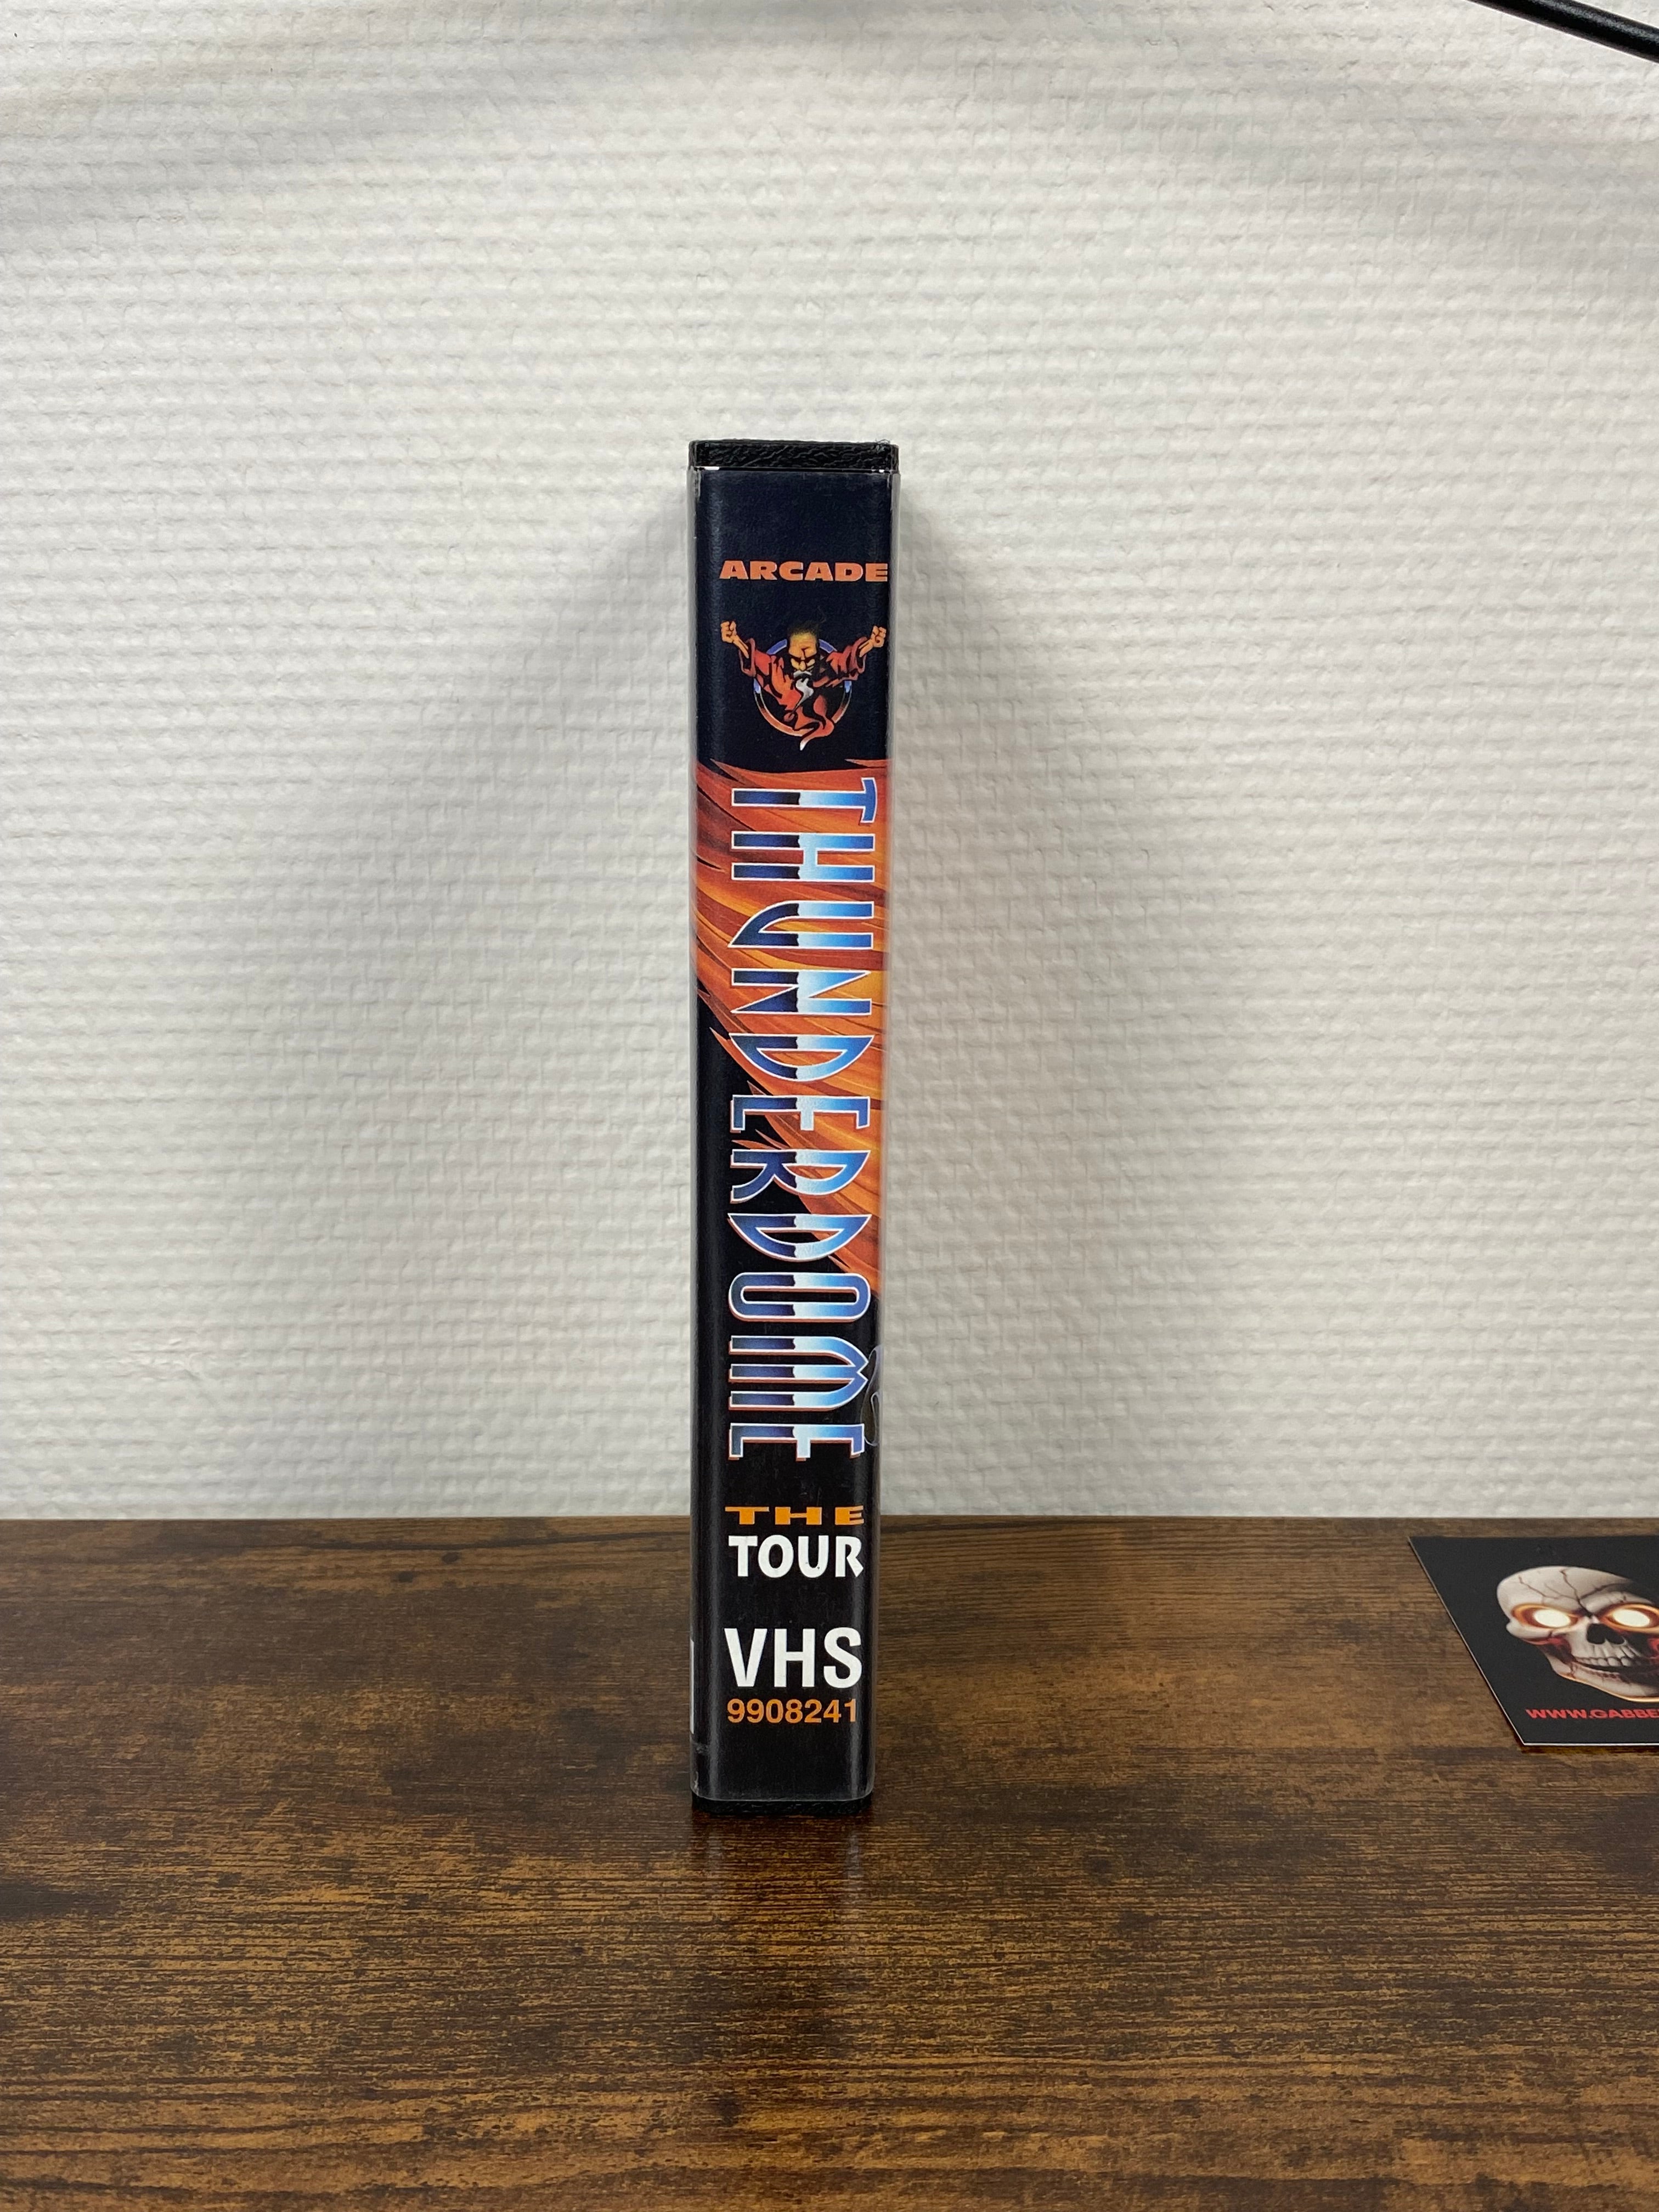 ARCADE
THUNDERDOME
THE
TOUR
VHS
9908241